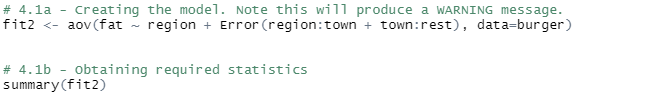 # 4.1a - Creating the model. Note this will produce a WARNING message.
fit2 <- aov(fat ~ region + Error(region:town + town:rest), data=burger)
# 4.1b - Obtaining required statistics
summary(fit2)